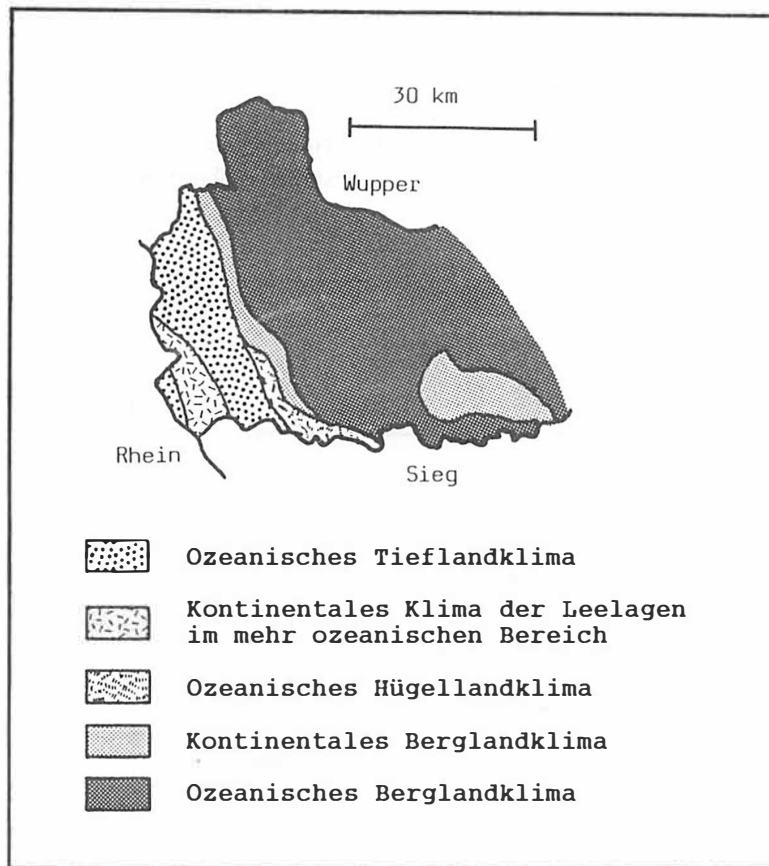 30 km
Wupper
Rhein
Sieg
Ozeanisches Tieflandklima
Kontinentales Klima der Leelagen
im mehr ozeanischen Bereich
Ozeanisches Hügellandklima
Kontinentales Berglandklima
Ozeanisches Berglandklima